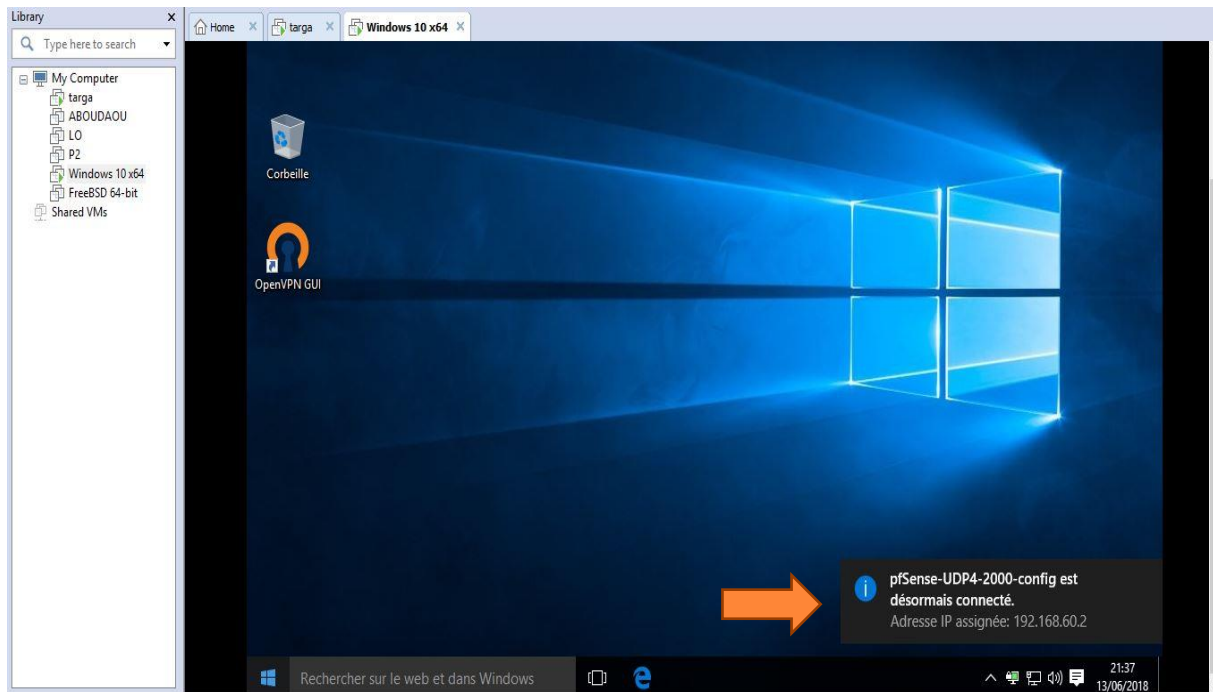 Library
x
Home
targa
Windows 10 x64
Type here to search
My Computer
targa
ABOUDAOU
LO
P2
Windows 10 x64
FreeBSD 64-bit
Shared VMs
Corbeille
OpenVPN GUI
pfSense-UDP4-2000-config est
désormais connecté.
Adresse IP assignée: 192.168.60.2
Rechercher sur le web et dans Windows
21:37
13/06/2018